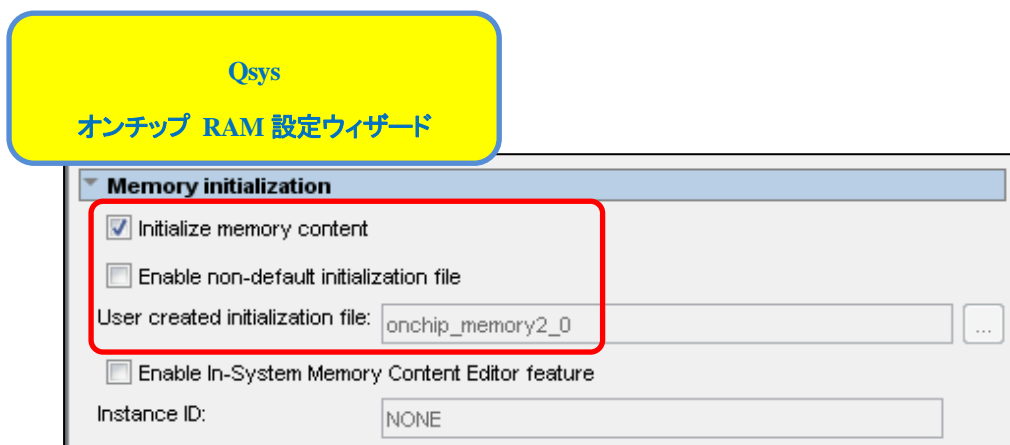 Qsys
オンチップ RAM 設定ウィザード
Memory initialization
Initialize memory content
Enable non-default initialization file
User created initialization file: onchip_memory2_0 ...
Enable In-System Memory Content Editor feature
Instance ID: NONE